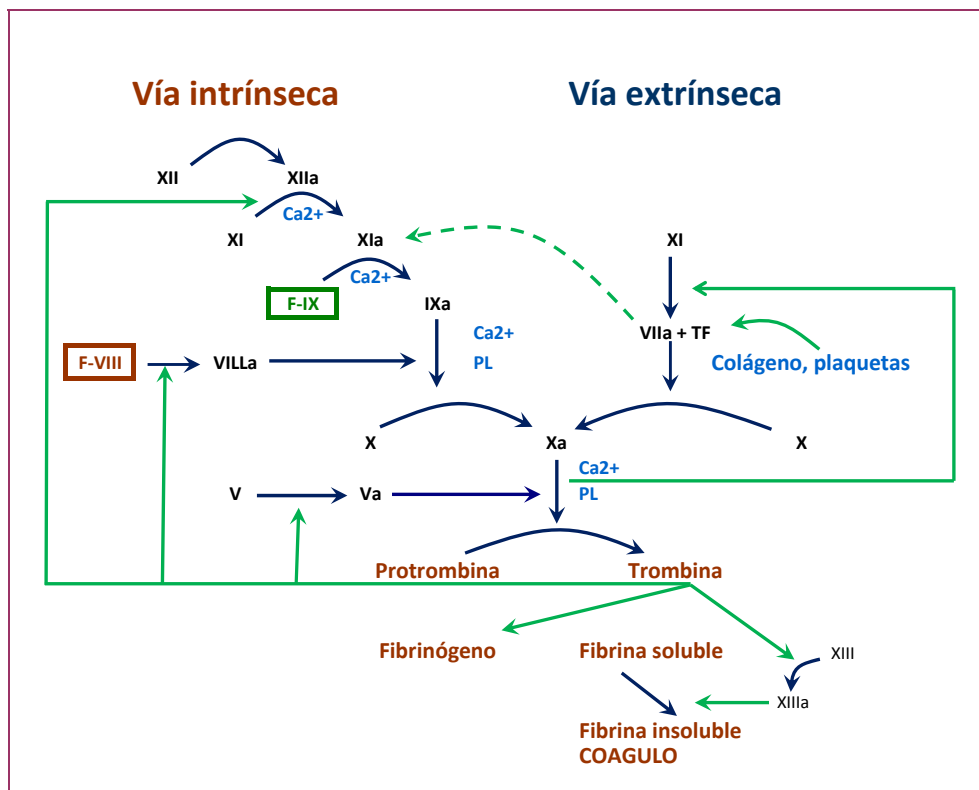 Vía intrínseca
Vía extrínseca
XII
XIIa
Ca2+
XI
XIa
XI
Ca2+
F-IX
IXa
VIIa + TF
Ca2+
PL
Colágeno, plaquetas
F-VIII
VILLa
X
Xa
X
Ca2+
PL
V
Va
Protrombina
Trombina
Fibrinógeno
Fibrina soluble
XIII
XIIIa
Fibrina insoluble
COAGULO